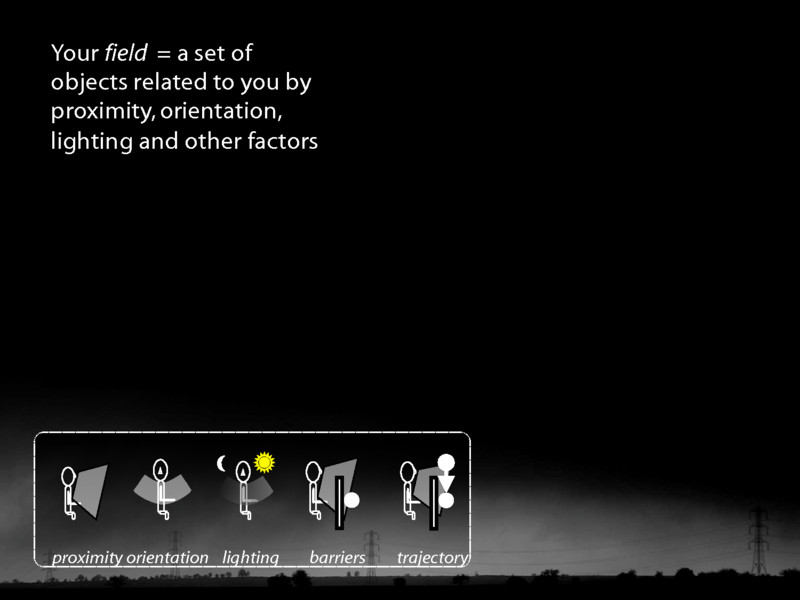 Your field = a set of
objects related to you by
proximity, orientation,
lighting and other factors
proximity orientation lighting barriers trajectory